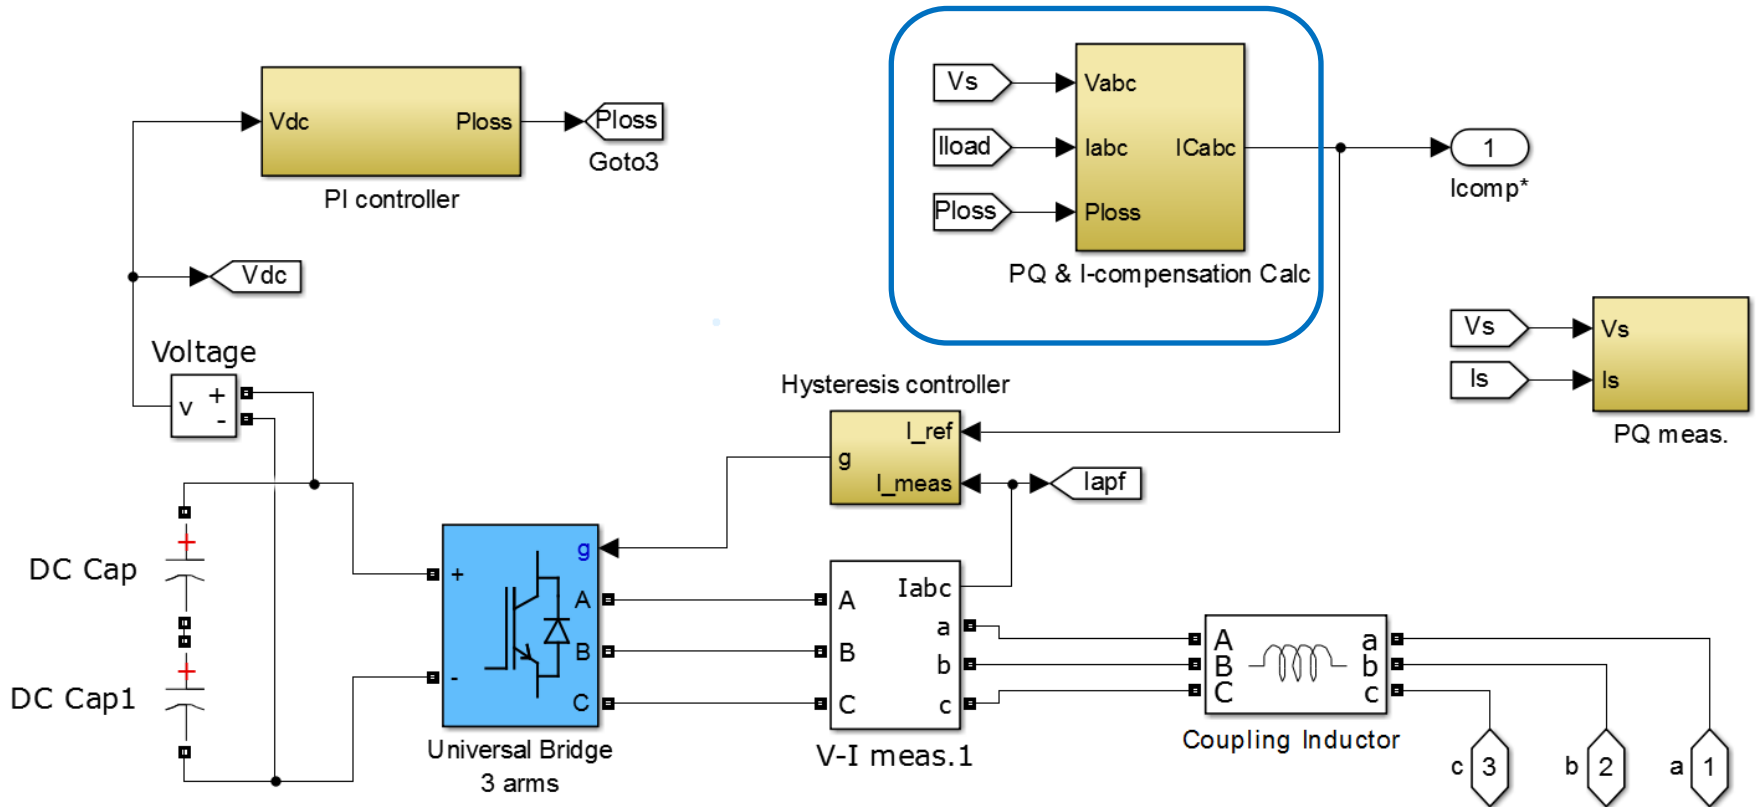 Vdc
Ploss
PI controller
Ploss
Goto3
Vs
Iload
Ploss
Vabc
Iabc
Ploss
ICabc
PQ & I-compensation Calc
1
Icomp*
Vdc
Voltage
v
+
-
Vs
Is
Vs
Is
PQ meas.
Hysteresis controller
I_ref
g
I_meas
Iapf
DC Cap
+
DC Cap1
+
+
-
g
A
B
C
Universal Bridge
3 arms
A
B
C
Iabc
a
b
c
V-I meas.1
A
B
C
a
b
c
Coupling Inductor
c 3
b 2
a 1